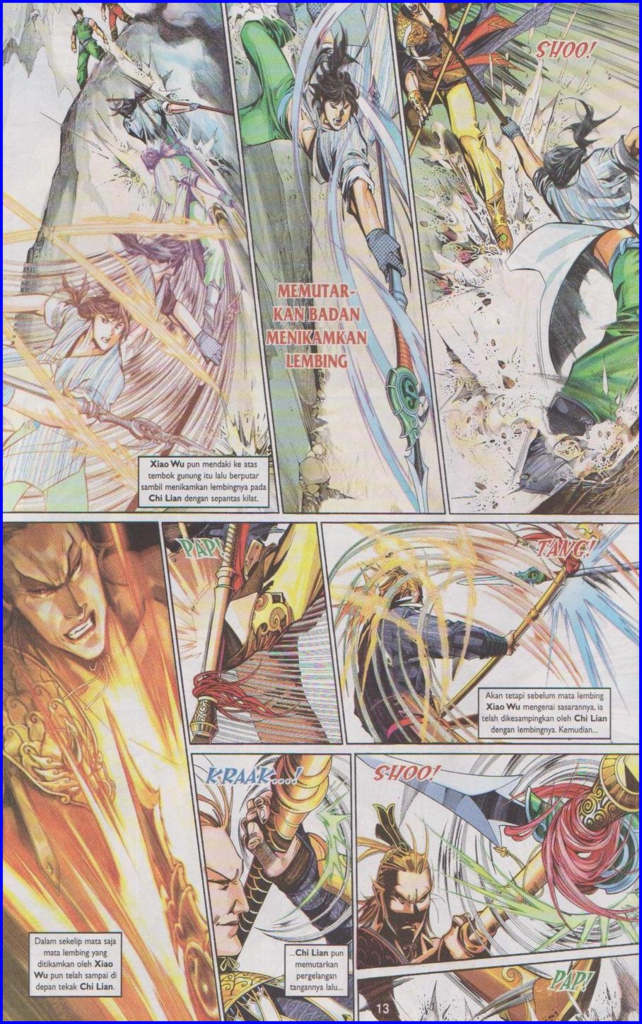 SHOO!
MEMUTAR-
KAN BADAN
MENIKAMKAN
LEMBING
Xiao Wu pun mendaki ke atas
tembok gunung itu lalu berputar
sambil menikamkan lembingnya pada
Chi Lian dengan sepantas kilat.
PAP!
TANG!
Akan tetapi sebelum mata lembing
Xiao Wu mengenai sasarannya, ia
telah dikesampingkan oleh Chi Lian
dengan lembingnya. Kemudian...
Dalam sekelip mata saja
mata lembing yang
ditikamkan oleh Xiao
Wu pun telah sampai di
depan tekak Chi Lian.
KRAAK...!
...Chi Lian pun
memutarkan
pergelangan
tangannya lalu...
SHOO!
PAP!
13